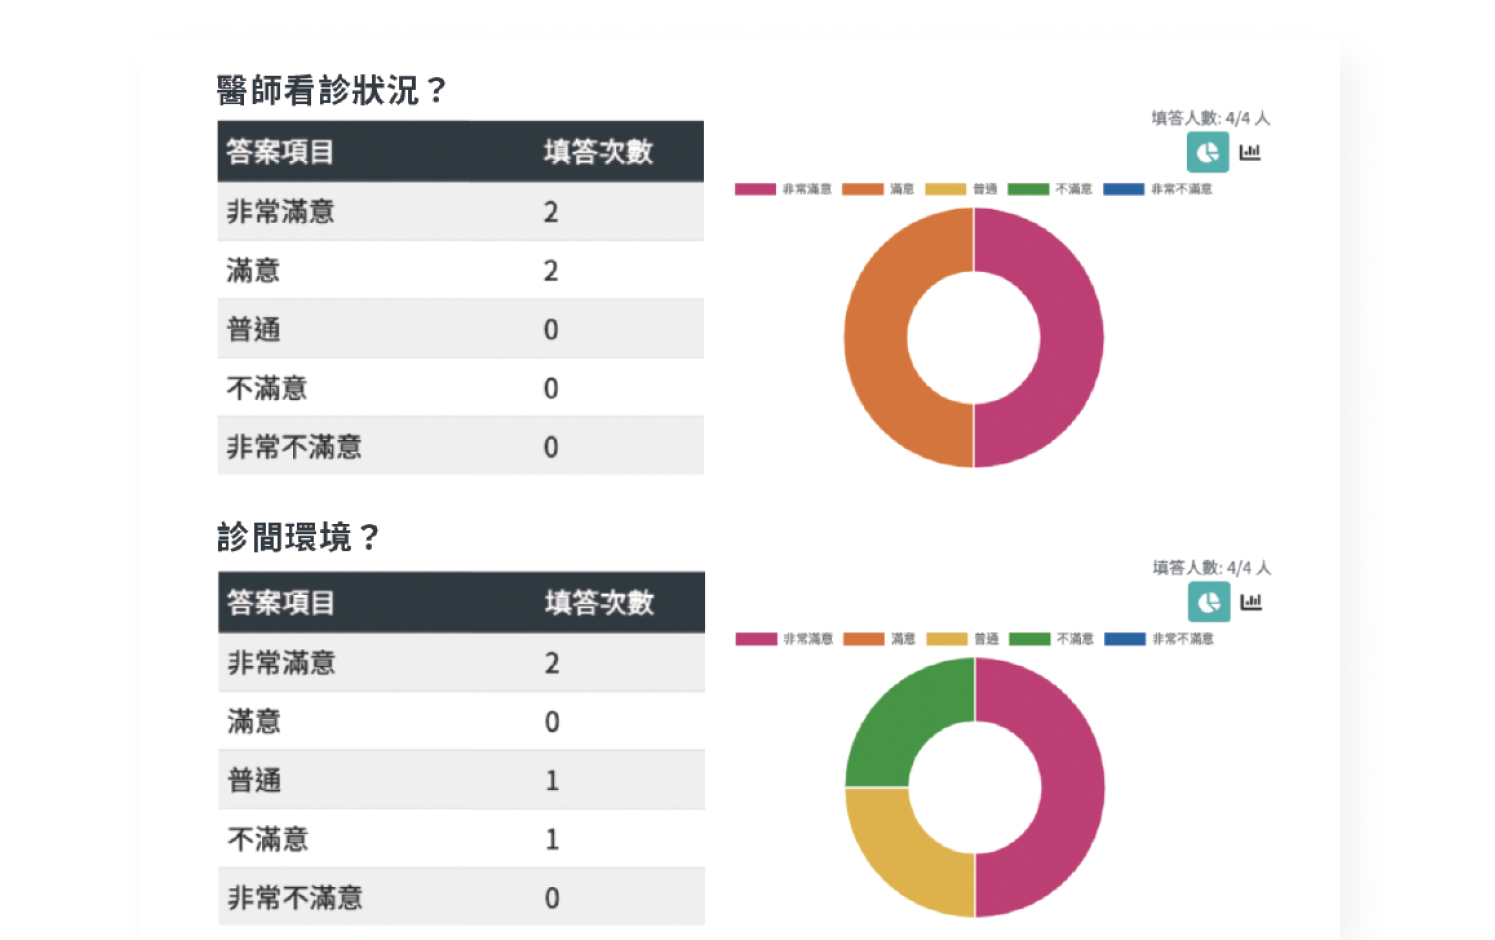 醫師看診狀況？
答案項目 填答次數
非常滿意 2
滿意 2
普通 0
不滿意 0
非常不滿意 0
填答人數: 4/4 人
非常滿意 滿意 普通 不滿意 非常不滿意
診間環境？
答案項目 填答次數
非常滿意 2
滿意 0
普通 1
不滿意 1
非常不滿意 0
填答人數: 4/4 人
非常滿意 滿意 普通 不滿意 非常不滿意